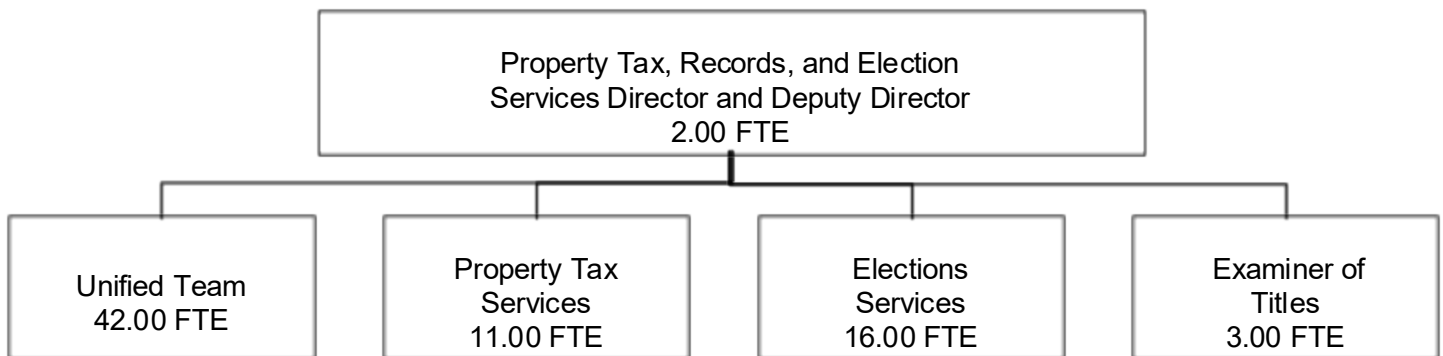 Property Tax, Records, and Election
Services Director and Deputy Director
2.00 FTE
Unified Team
42.00 FTE
Property Tax
Services
11.00 FTE
Elections
Services
16.00 FTE
Examiner of
Titles
3.00 FTE